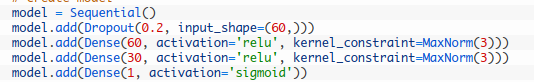 # create model
model = Sequential()
model.add(Dropout(0.2, input_shape=(60,)))
model.add(Dense(60, activation='relu', kernel_constraint=MaxNorm(3)))
model.add(Dense(30, activation='relu', kernel_constraint=MaxNorm(3)))
model.add(Dense(1, activation='sigmoid'))